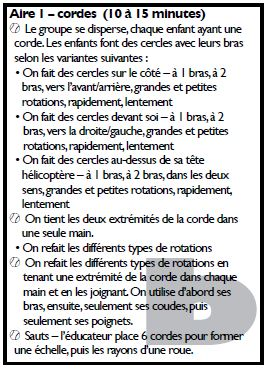 Aire 1 – cordes (10 à 15 minutes)
Le groupe se disperse, chaque enfant ayant une
corde. Les enfants font des cercles avec leurs bras
selon les variantes suivantes :
• On fait des cercles sur le côté – à 1 bras, à 2
bras, vers l'avant/arrière, grandes et petites
rotations, rapidement, lentement
• On fait des cercles devant soi – à 1 bras, à 2
bras, vers la droite/gauche, grandes et petites
rotations, rapidement, lentement
• On fait des cercles au-dessus de sa tête
hélicoptère – à 1 bras, à 2 bras, dans les deux
sens, grandes et petites rotations, rapidement,
lentement
On tient les deux extrémités de la corde dans
une seule main.
• On refait les différents types de rotations
On refait les différents types de rotations en
tenant une extrémité de la corde dans chaque
main et en les joignant. On utilise d'abord ses
bras, ensuite, seulement ses coudes, puis
seulement ses poignets.
Sauts – l'éducateur place 6 cordes pour former
une échelle, puis les rayons d'une roue.